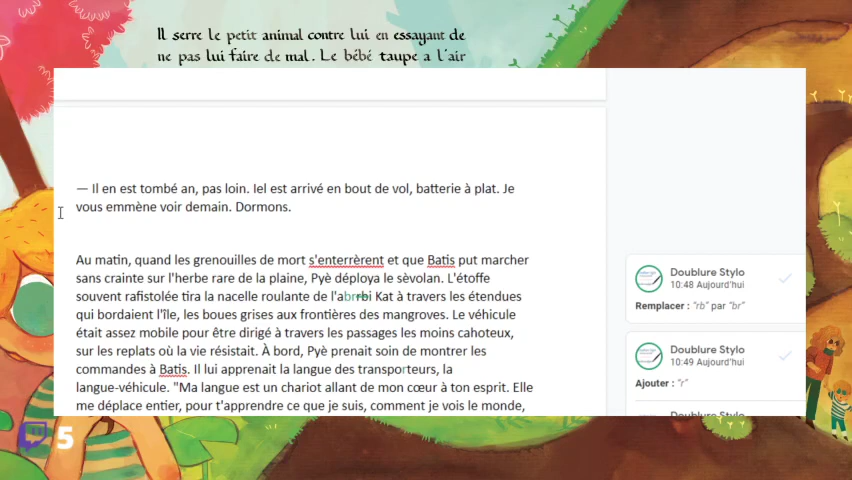 Il serre le petit animal contre lui en essayant de
ne pas lui faire de mal. Le bébé taupe a l'air
— Il en est tombé an, pas loin. Iel est arrivé en bout de vol, batterie à plat. Je
vous emmène voir demain. Dormons.
Au matin, quand les grenouilles de mort s'enterrèrent et que Batis put marcher
sans crainte sur l'herbe rare de la plaine, Pyè déploya le sèvolan. L'étoffe
souvent rafistolée tira la nacelle roulante de l'abrrbi Kat à travers les étendues
qui bordaient l'île, les boues grises aux frontières des mangroves. Le véhicule
était assez mobile pour être dirigé à travers les passages les moins cahoteux,
sur les replats où la vie résistait. À bord, Pyè prenait soin de montrer les
commandes à Batis. Il lui apprenait la langue des transporteurs, la
langue-véhicule. "Ma langue est un chariot allant de mon cœur à ton esprit. Elle
me déplace entier, pour t'apprendre ce que je suis, comment je vois le monde,
Doublure Stylo
10:48 Aujourd'hui
Remplacer : "rb" par "br"
Doublure Stylo
10:49 Aujourd'hui
Ajouter : "r"
Doublure Stylo
5